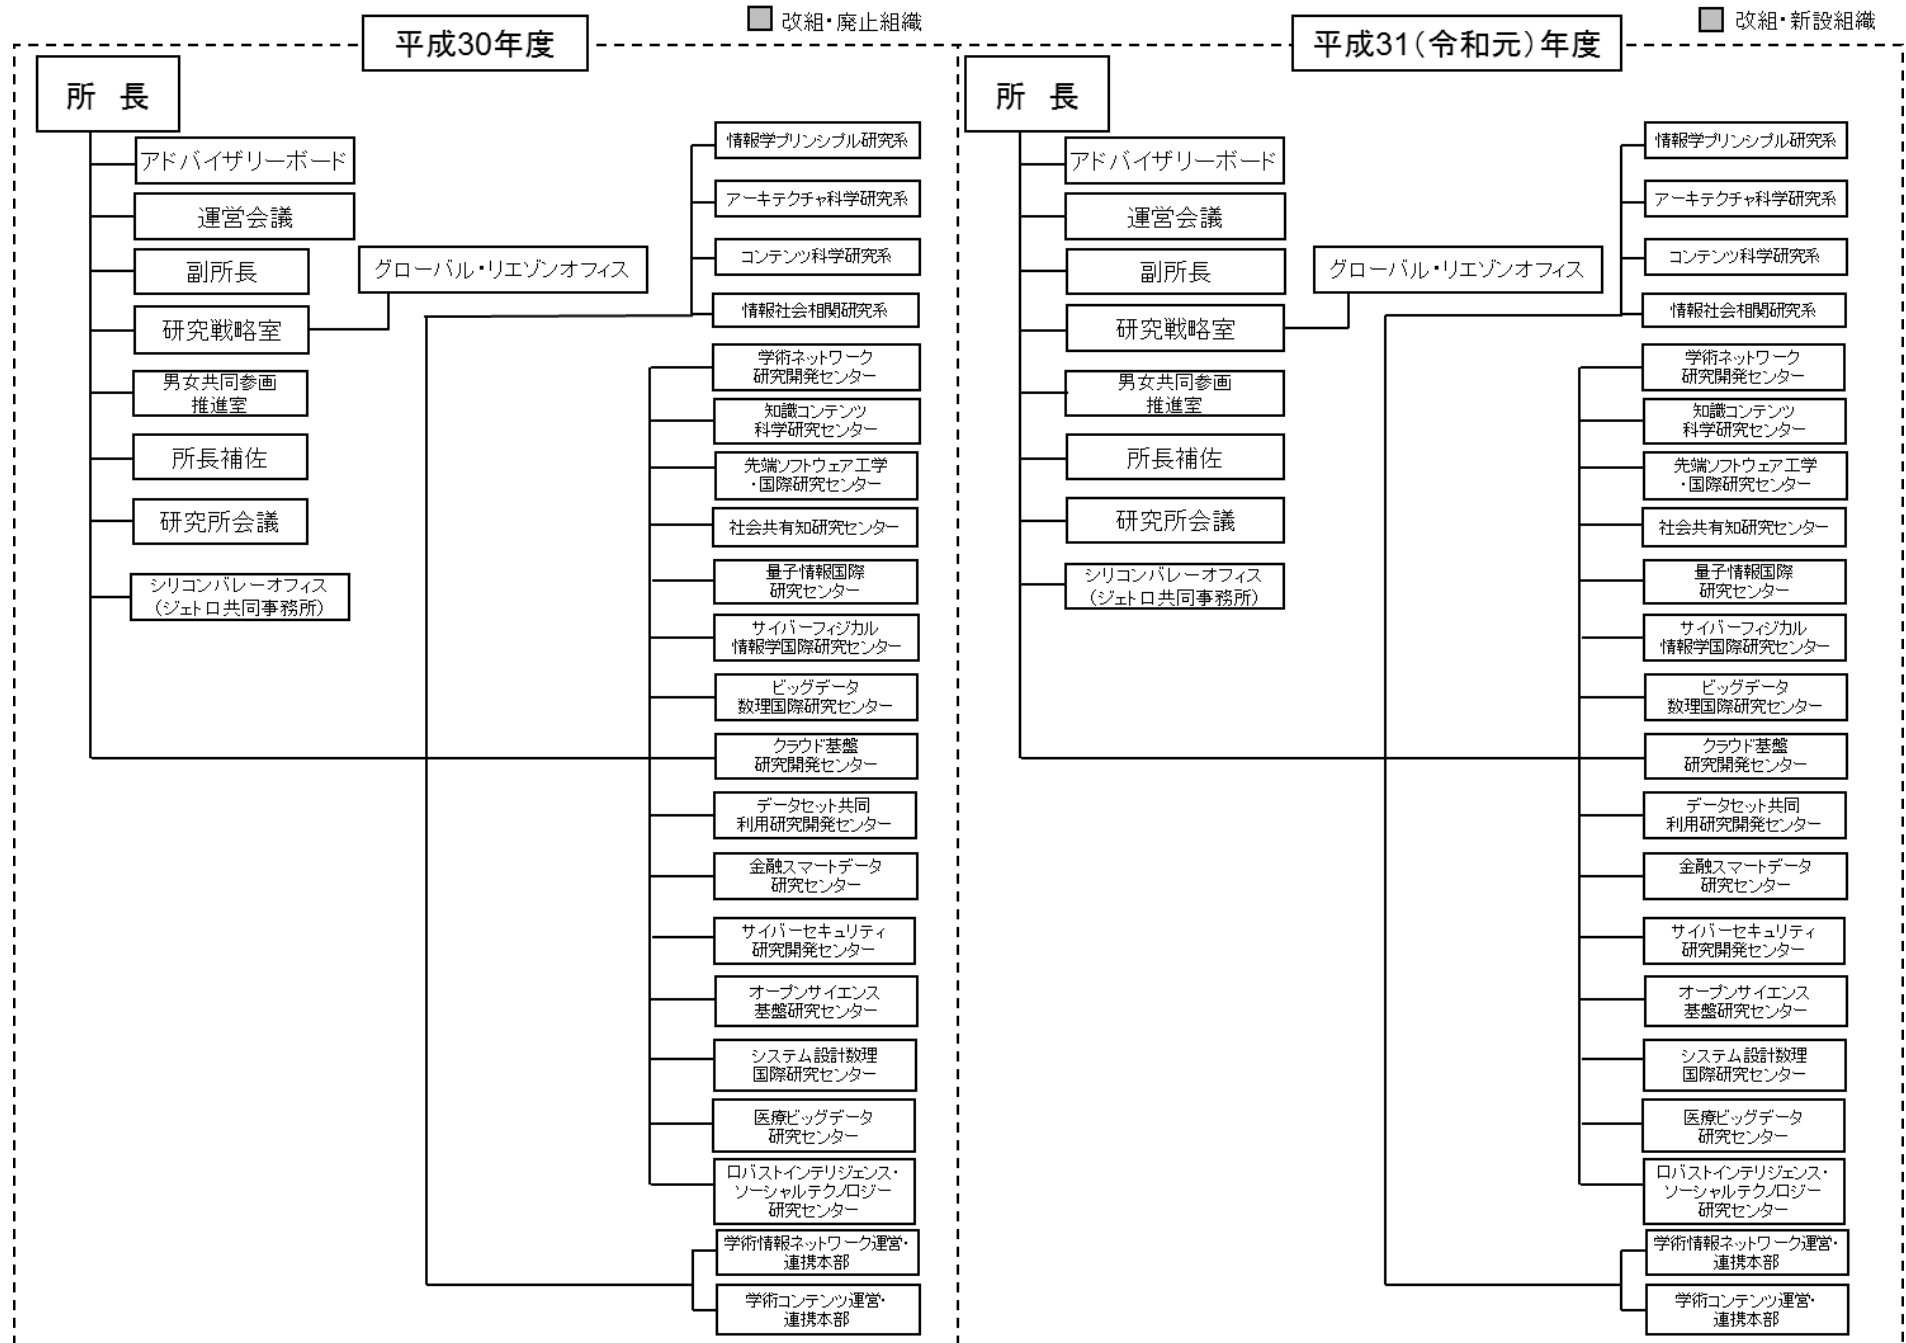 改組・廃止組織
平成30年度
所 長
アドバイザリーボード
運営会議
副所長
グローバル・リエゾンオフィス
研究戦略室
男女共同参画
推進室
所長補佐
研究所会議
シリコンバレーオフィス
(ジェトロ共同事務所)
情報学プリンシプル研究系
アーキテクチャ科学研究系
コンテンツ科学研究系
情報社会相関研究系
学術ネットワーク
研究開発センター
知識コンテンツ
科学研究センター
先端ソフトウェア工学
・国際研究センター
社会共有知研究センター
量子情報国際
研究センター
サイバーフィジカル
情報学国際研究センター
ビッグデータ
数理国際研究センター
クラウド基盤
研究開発センター
データセット共同
利用研究開発センター
金融スマートデータ
研究センター
サイバーセキュリティ
研究開発センター
オープンサイエンス
基盤研究センター
システム設計数理
国際研究センター
医療ビッグデータ
研究センター
ロバストインテリジェンス・
ソーシャルテクノロジー
研究センター
学術情報ネットワーク運営・
連携本部
学術コンテンツ運営・
連携本部
改組・新設組織
平成31(令和元)年度
所 長
アドバイザリーボード
運営会議
副所長
グローバル・リエゾンオフィス
研究戦略室
男女共同参画
推進室
所長補佐
研究所会議
シリコンバレーオフィス
(ジェトロ共同事務所)
情報学プリンシプル研究系
アーキテクチャ科学研究系
コンテンツ科学研究系
情報社会相関研究系
学術ネットワーク
研究開発センター
知識コンテンツ
科学研究センター
先端ソフトウェア工学
・国際研究センター
社会共有知研究センター
量子情報国際
研究センター
サイバーフィジカル
情報学国際研究センター
ビッグデータ
数理国際研究センター
クラウド基盤
研究開発センター
データセット共同
利用研究開発センター
金融スマートデータ
研究センター
サイバーセキュリティ
研究開発センター
オープンサイエンス
基盤研究センター
システム設計数理
国際研究センター
医療ビッグデータ
研究センター
ロバストインテリジェンス・
ソーシャルテクノロジー
研究センター
学術情報ネットワーク運営・
連携本部
学術コンテンツ運営・
連携本部